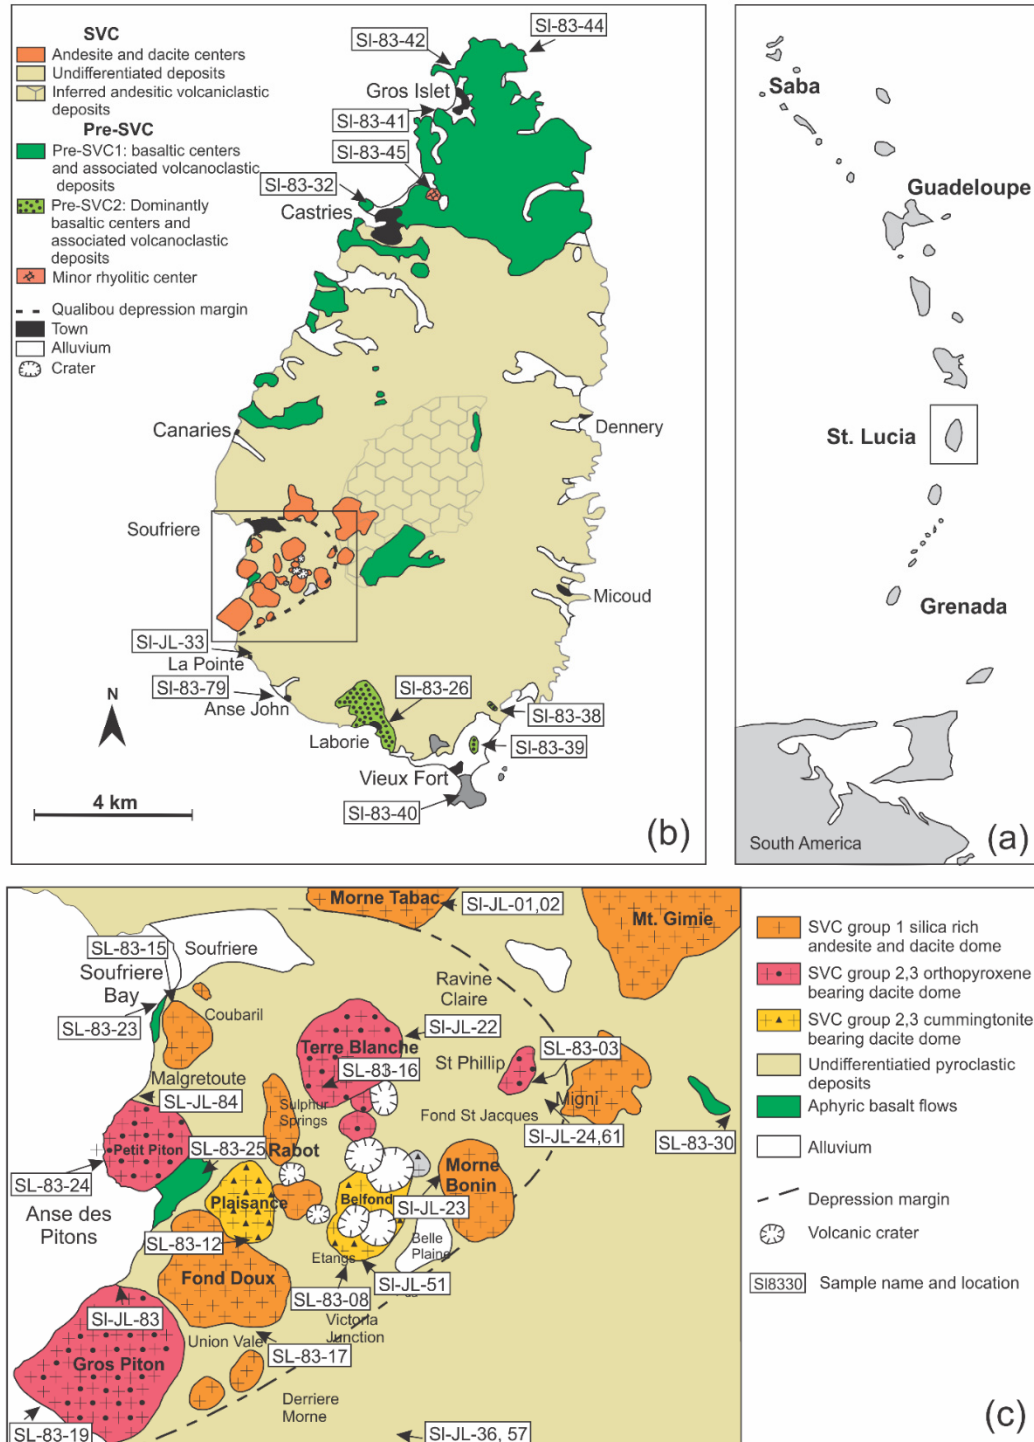 SVC
Andesite and dacite centers
Undifferentiated deposits
Inferred andesitic volcaniclastic
deposits
Pre-SVC
Pre-SVC1: basaltic centers
and associated volcanoclastic
deposits
Pre-SVC2: Dominantly
basaltic centers and
associated volcanoclastic
deposits
Minor rhyolitic center
Qualibou depression margin
Town
Alluvium
Crater
SI-83-42
SI-83-44
Gros Islet
SI-83-41
SI-83-45
SI-83-32
Castries
Canaries
Dennery
Soufriere
Micoud
SI-JL-33
La Pointe
SI-83-79
Anse John
SI-83-26
SI-83-38
Laborie
SI-83-39
Vieux Fort
SI-83-40
N
4 km
(b)
Saba
Guadeloupe
St. Lucia
Grenada
South America
(a)
Morne Tabac
SI-JL-01,02
Mt. Gimie
SL-83-15
Soufriere
Soufriere
Bay
Ravine
Claire
SL-83-23
Coubaril
SI-JL-22
Terre Blanche
SL-83-03
St Phillip
SL-83-16
Malgretoute
SL-JL-84
Sulphur
Springs
Migni
Fond St Jacques
SI-JL-24,61
SL-83-30
Petit Piton
SL-83-25
Rabot
Morne
Bonin
SL-83-24
Plaisance
Belfond
SI-JL-23
Anse des
Pitons
SL-83-12
Belle
Plaine
Etangs
Fond Doux
SI-JL-51
SL-83-08
SI-JL-83
Victoria
Junction
Union Vale
SL-83-17
Gros Piton
Derriere
Morne
SL-83-19
SI-JL-36, 57
SVC group 1 silica rich
andesite and dacite dome
SVC group 2,3 orthopyroxene
bearing dacite dome
SVC group 2,3 cummingtonite
bearing dacite dome
Undifferentiatied pyroclastic
deposits
Aphyric basalt flows
Alluvium
Depression margin
Volcanic crater
SI8330
Sample name and location
(c)